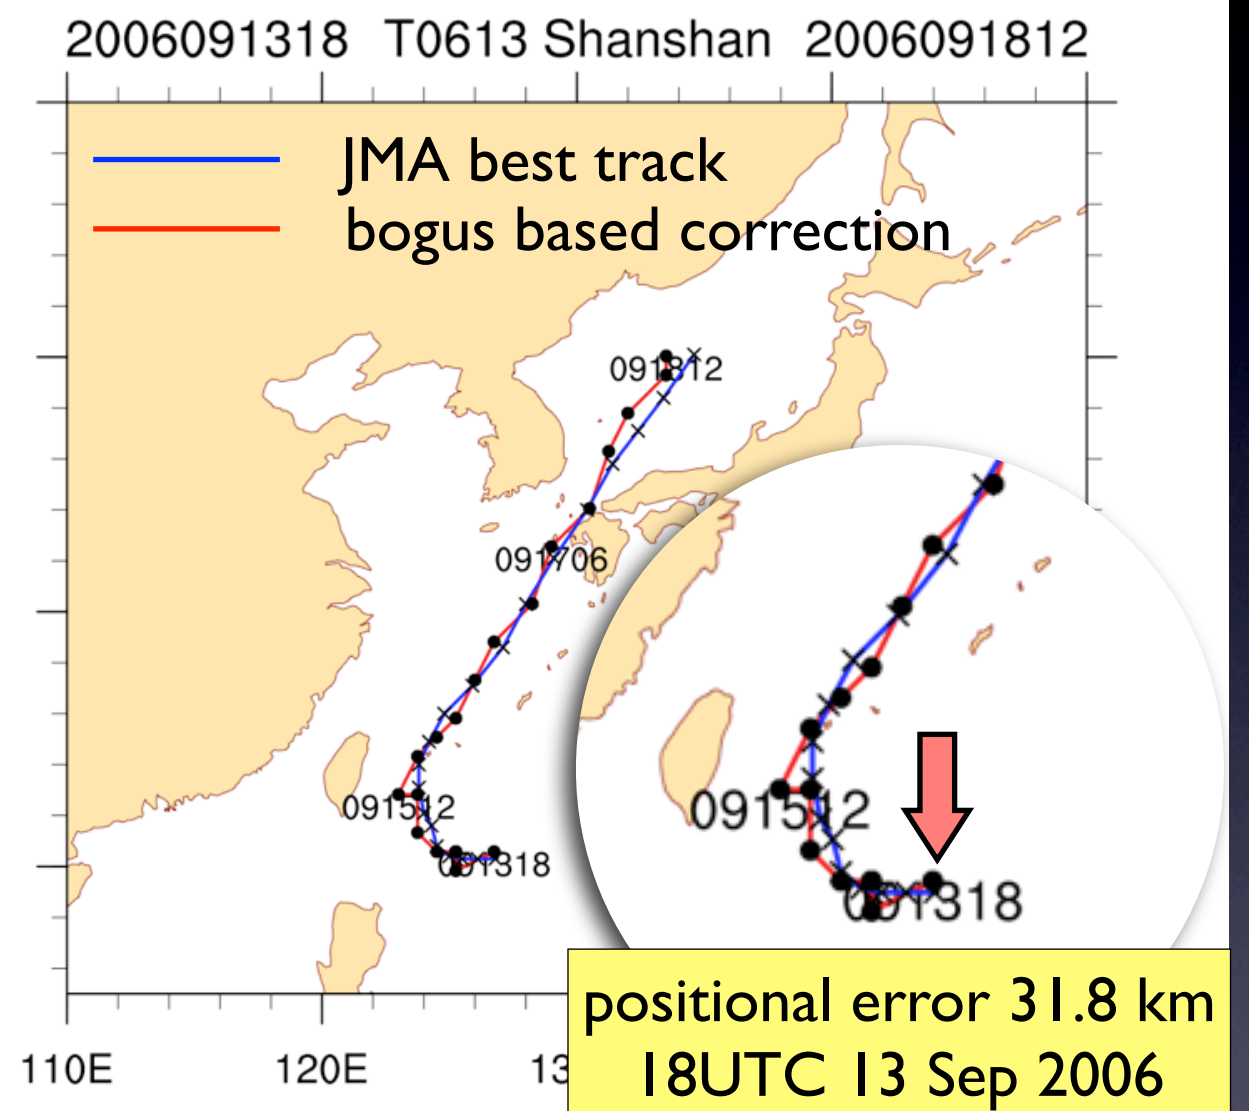 2006091318 T0613 Shanshan 2006091812
JMA best track
bogus based correction
091812
091706
091512
091318
091512
091318
110E 120E 13
positional error 31.8 km
18UTC 13 Sep 2006